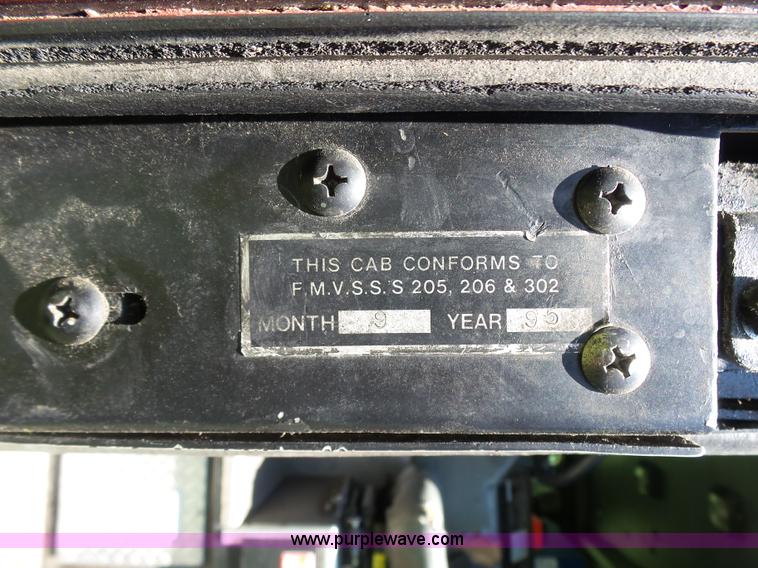 THIS CAB CONFORMS TO
F.M.V.S.S.'S 205, 206 & 302
MONTH 9 YEAR 95
www.purplewave.com